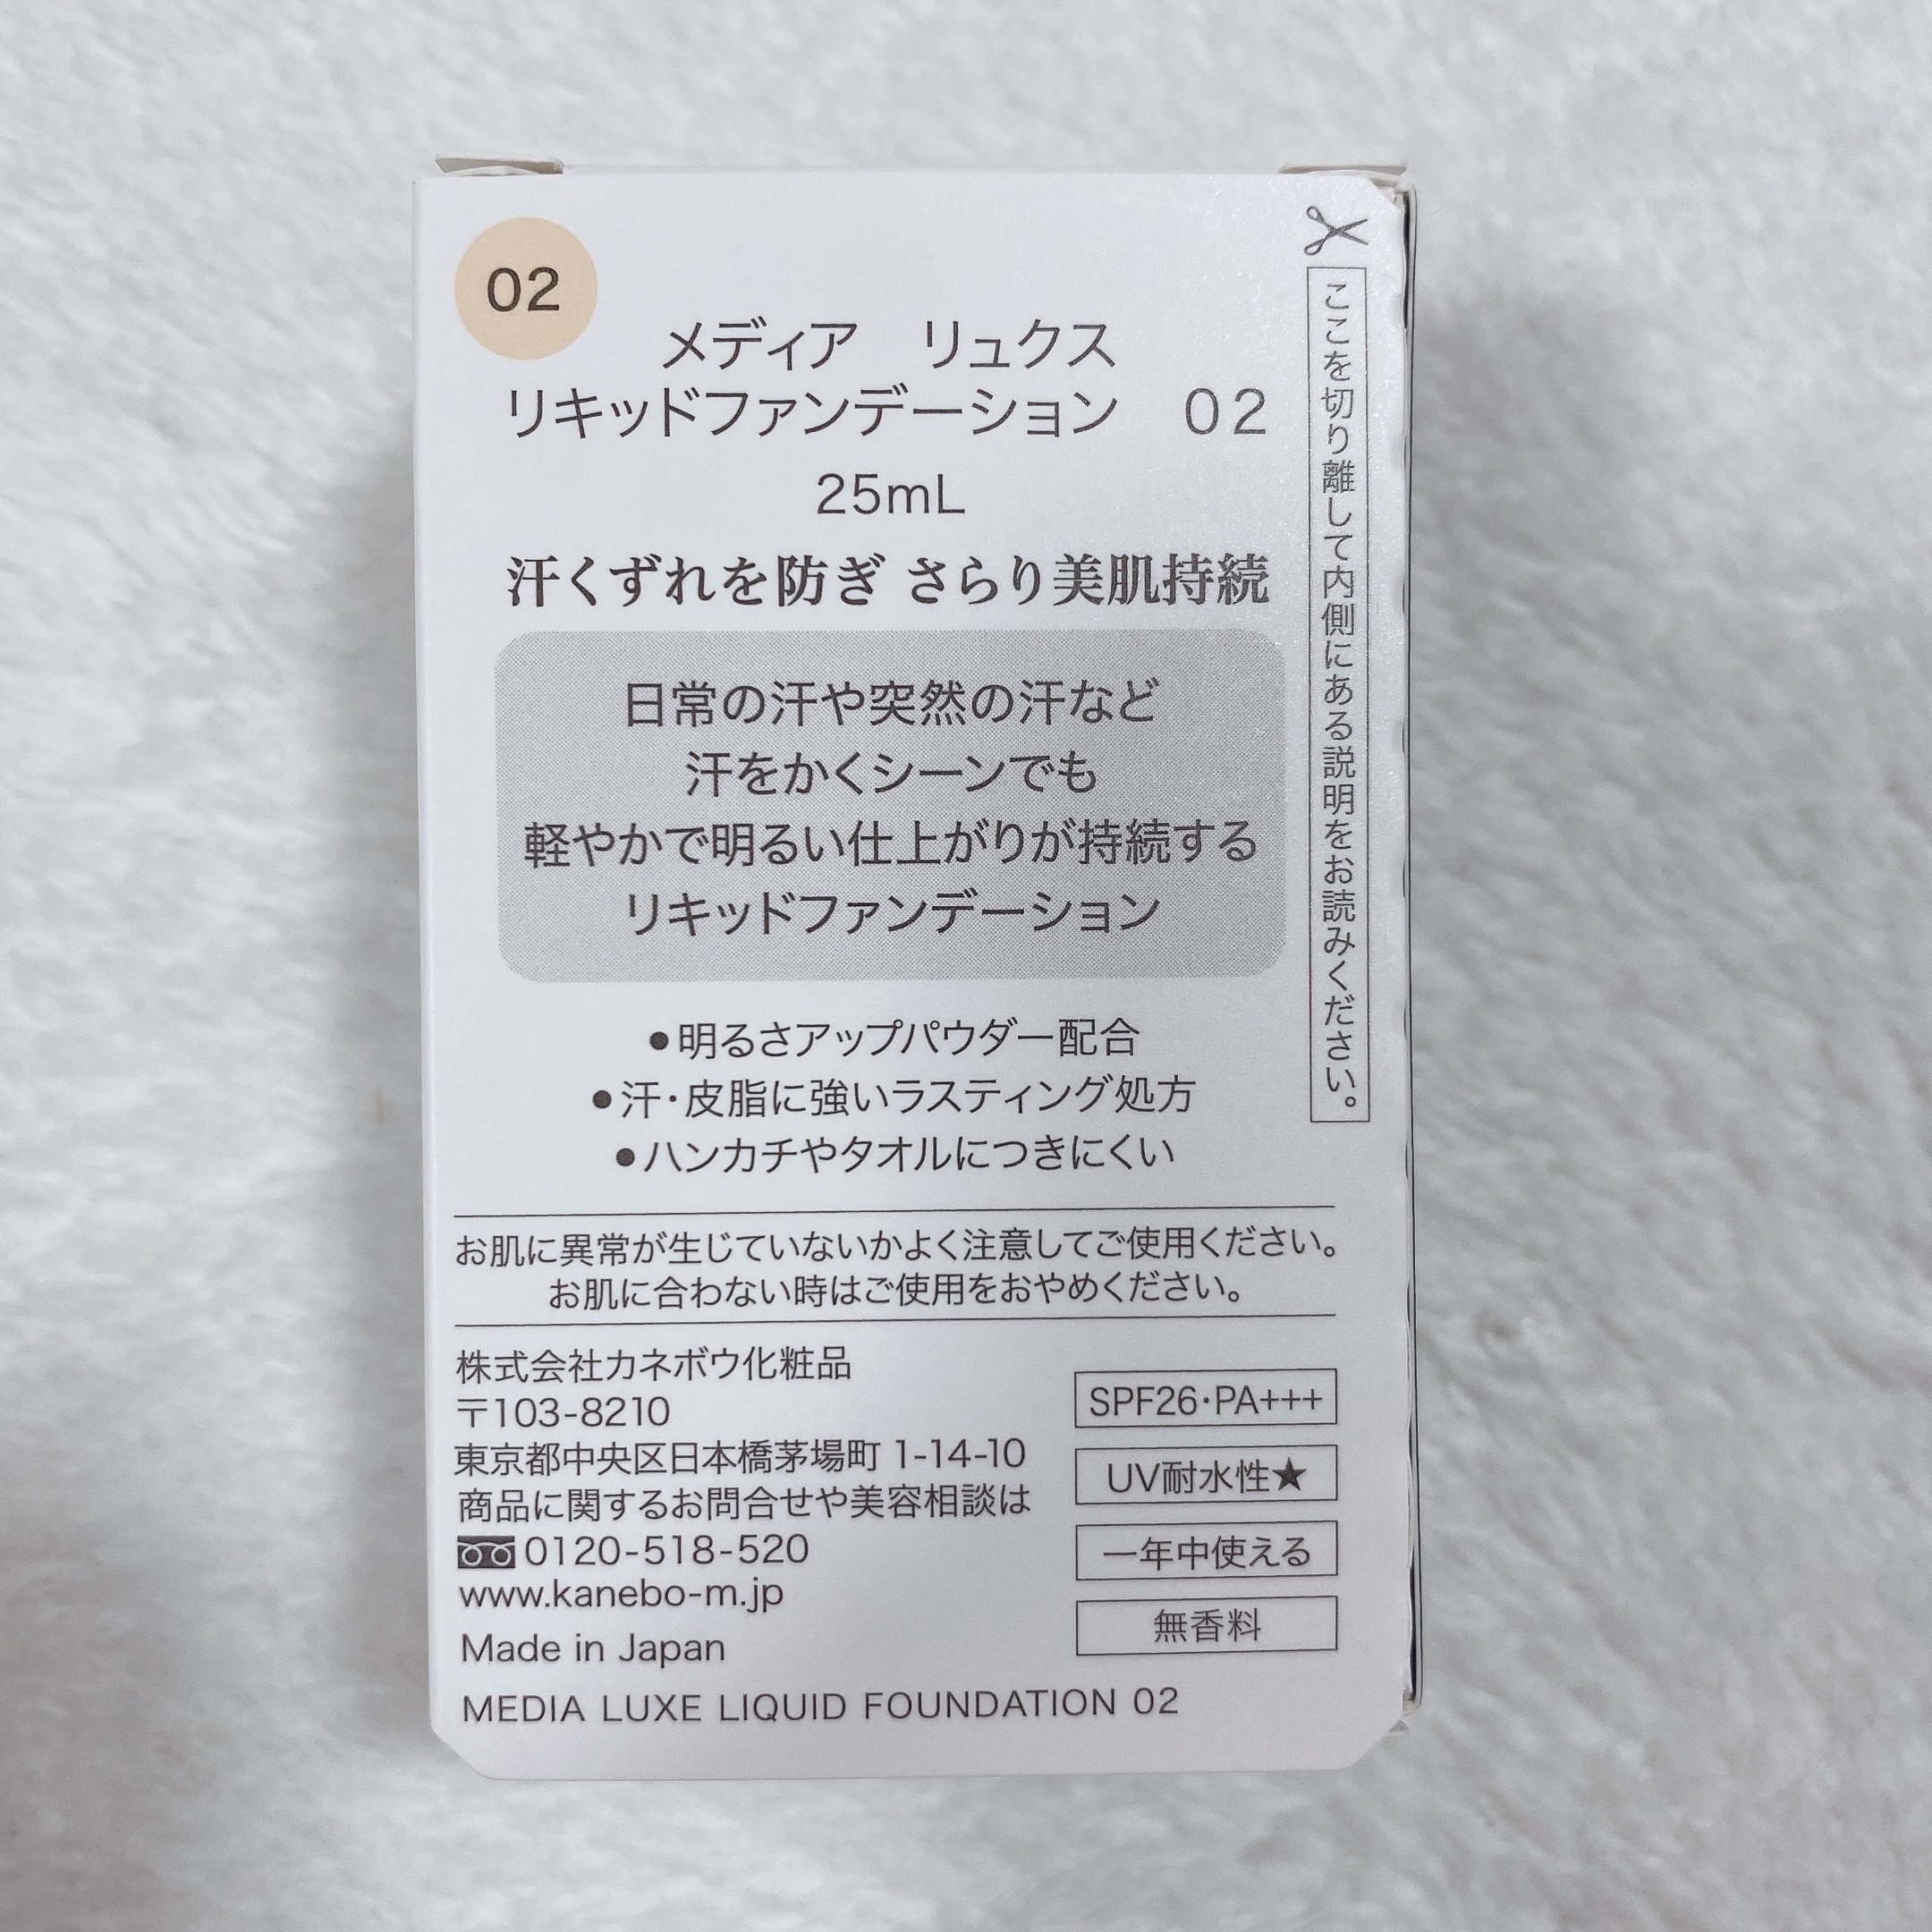 02
メディア　リュクス
リキッドファンデーション　02
25mL
汗くずれを防ぎ さらり美肌持続
日常の汗や突然の汗など
汗をかくシーンでも
軽やかで明るい仕上がりが持続する
リキッドファンデーション
●明るさアップパウダー配合
●汗・皮脂に強いラスティング処方
●ハンカチやタオルにつきにくい
ここを切り離して内側にある説明をお読みください。
お肌に異常が生じていないかよく注意してご使用ください。
お肌に合わない時はご使用をおやめください。
株式会社カネボウ化粧品
〒103-8210
東京都中央区日本橋茅場町 1-14-10
商品に関するお問合せや美容相談は
0120-518-520
www.kanebo-m.jp
Made in Japan
SPF26・PA+++
UV耐水性★
一年中使える
無香料
MEDIA LUXE LIQUID FOUNDATION 02